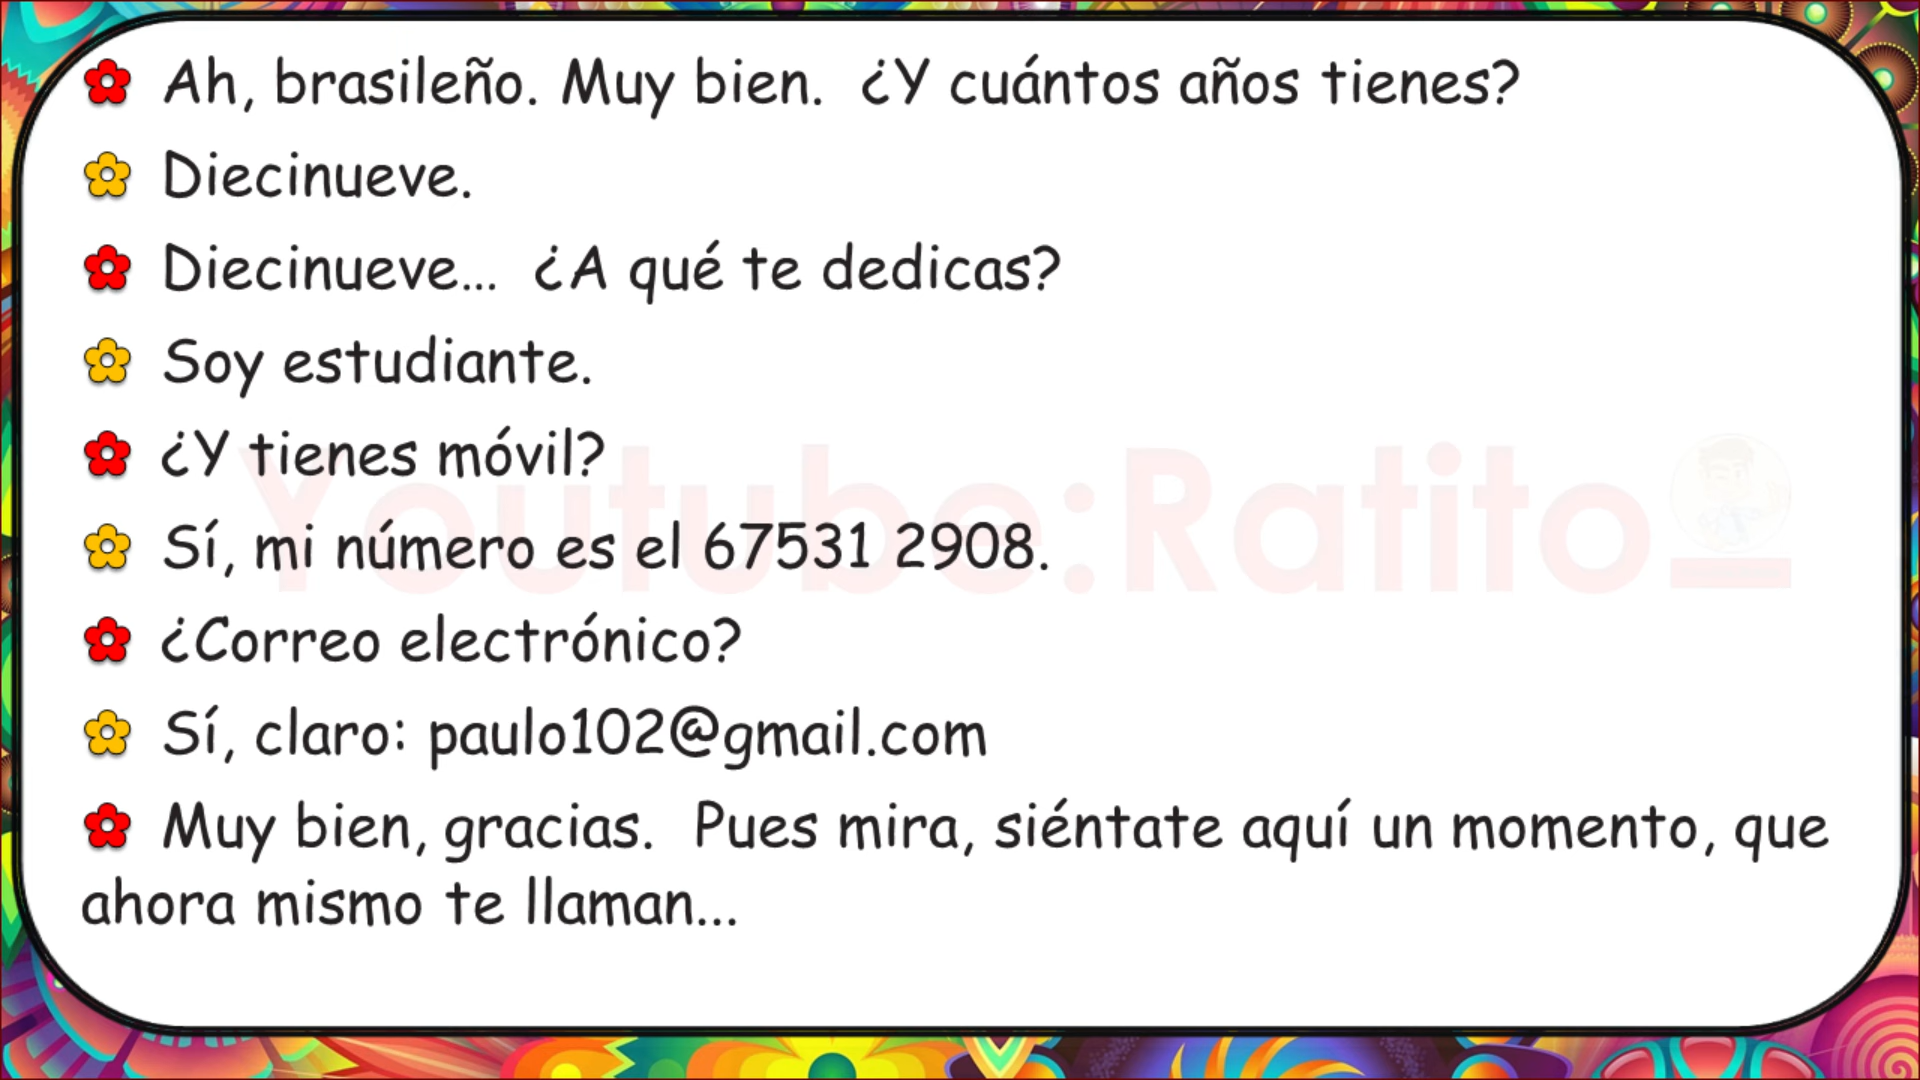 Ah, brasileño. Muy bien. ¿Y cuántos años tienes?
Diecinueve.
Diecinueve... ¿A qué te dedicas?
Soy estudiante.
¿Y tienes móvil?
Sí, mi número es el 67531 2908.
Youtube:Ratito
¿Correo electrónico?
Sí, claro: paulo102@gmail.com
Muy bien, gracias. Pues mira, siéntate aquí un momento, que
ahora mismo te llaman...